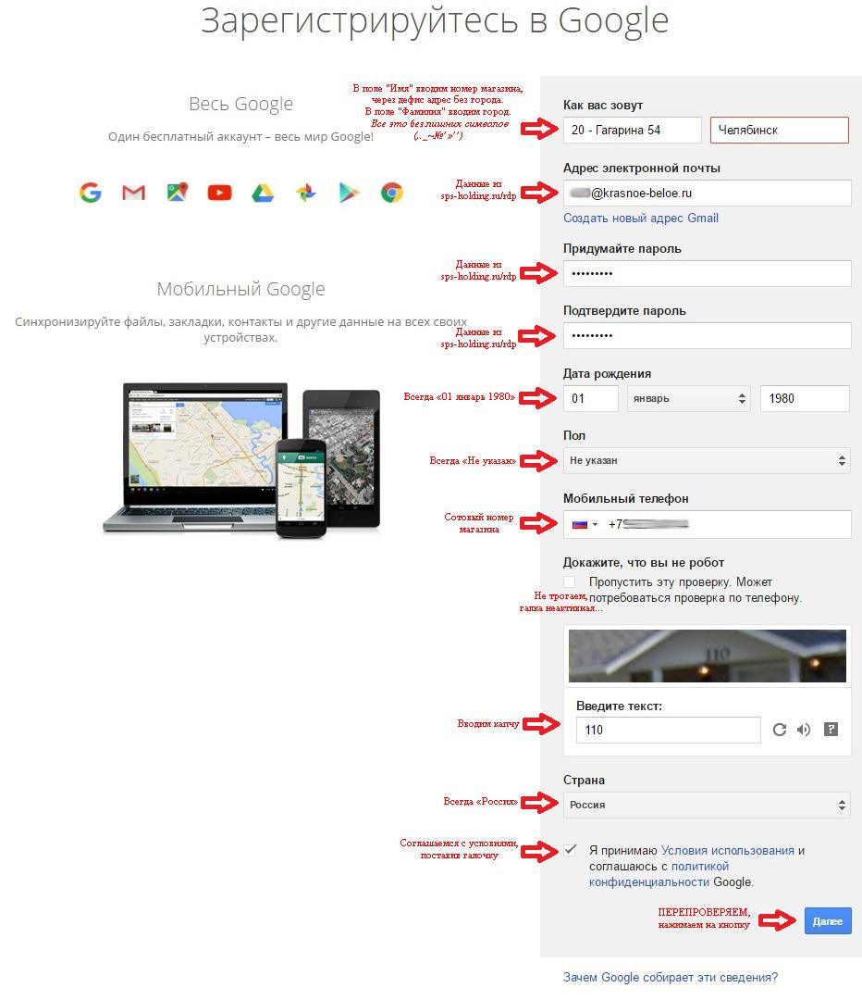 Зарегистрируйтесь в Google
Весь Google
Один бесплатный аккаунт – весь мир Google!
Мобильный Google
Синхронизируйте файлы, закладки, контакты и другие данные на всех своих
устройствах.
В поле "Имя" вводим номер магазина,
через дефис адрес без города.
В поле "Фамилия" вводим город.
Все это без лишних символов
(,._~№'»'')
Как вас зовут
20 - Гагарина 54
Челябинск
Адрес электронной почты
Данные из
sps-holding.ru/rdp
@krasnoe-beloe.ru
Создать новый адрес Gmail
Придумайте пароль
Данные из
sps-holding.ru/rdp
•••••••••
Подтвердите пароль
Данные из
sps-holding.ru/rdp
•••••••••
Дата рождения
Всегда «01 январь 1980»
01
январь
1980
Пол
Всегда «Не указан»
Не указан
Мобильный телефон
Сотовый номер
магазина
+7
Докажите, что вы не робот
Пропустить эту проверку. Может
потребоваться проверка по телефону.
Не трогаем,
галка неактивная...
110
Введите текст:
Вводим капчу
110
Страна
Всегда «Россия»
Россия
Соглашаемся с условиями,
поставив галочку
Я принимаю Условия использования и
соглашаюсь с политикой
конфиденциальности Google.
ПЕРЕПРОВЕРЯЕМ,
нажимаем на кнопку
Далее
Зачем Google собирает эти сведения?